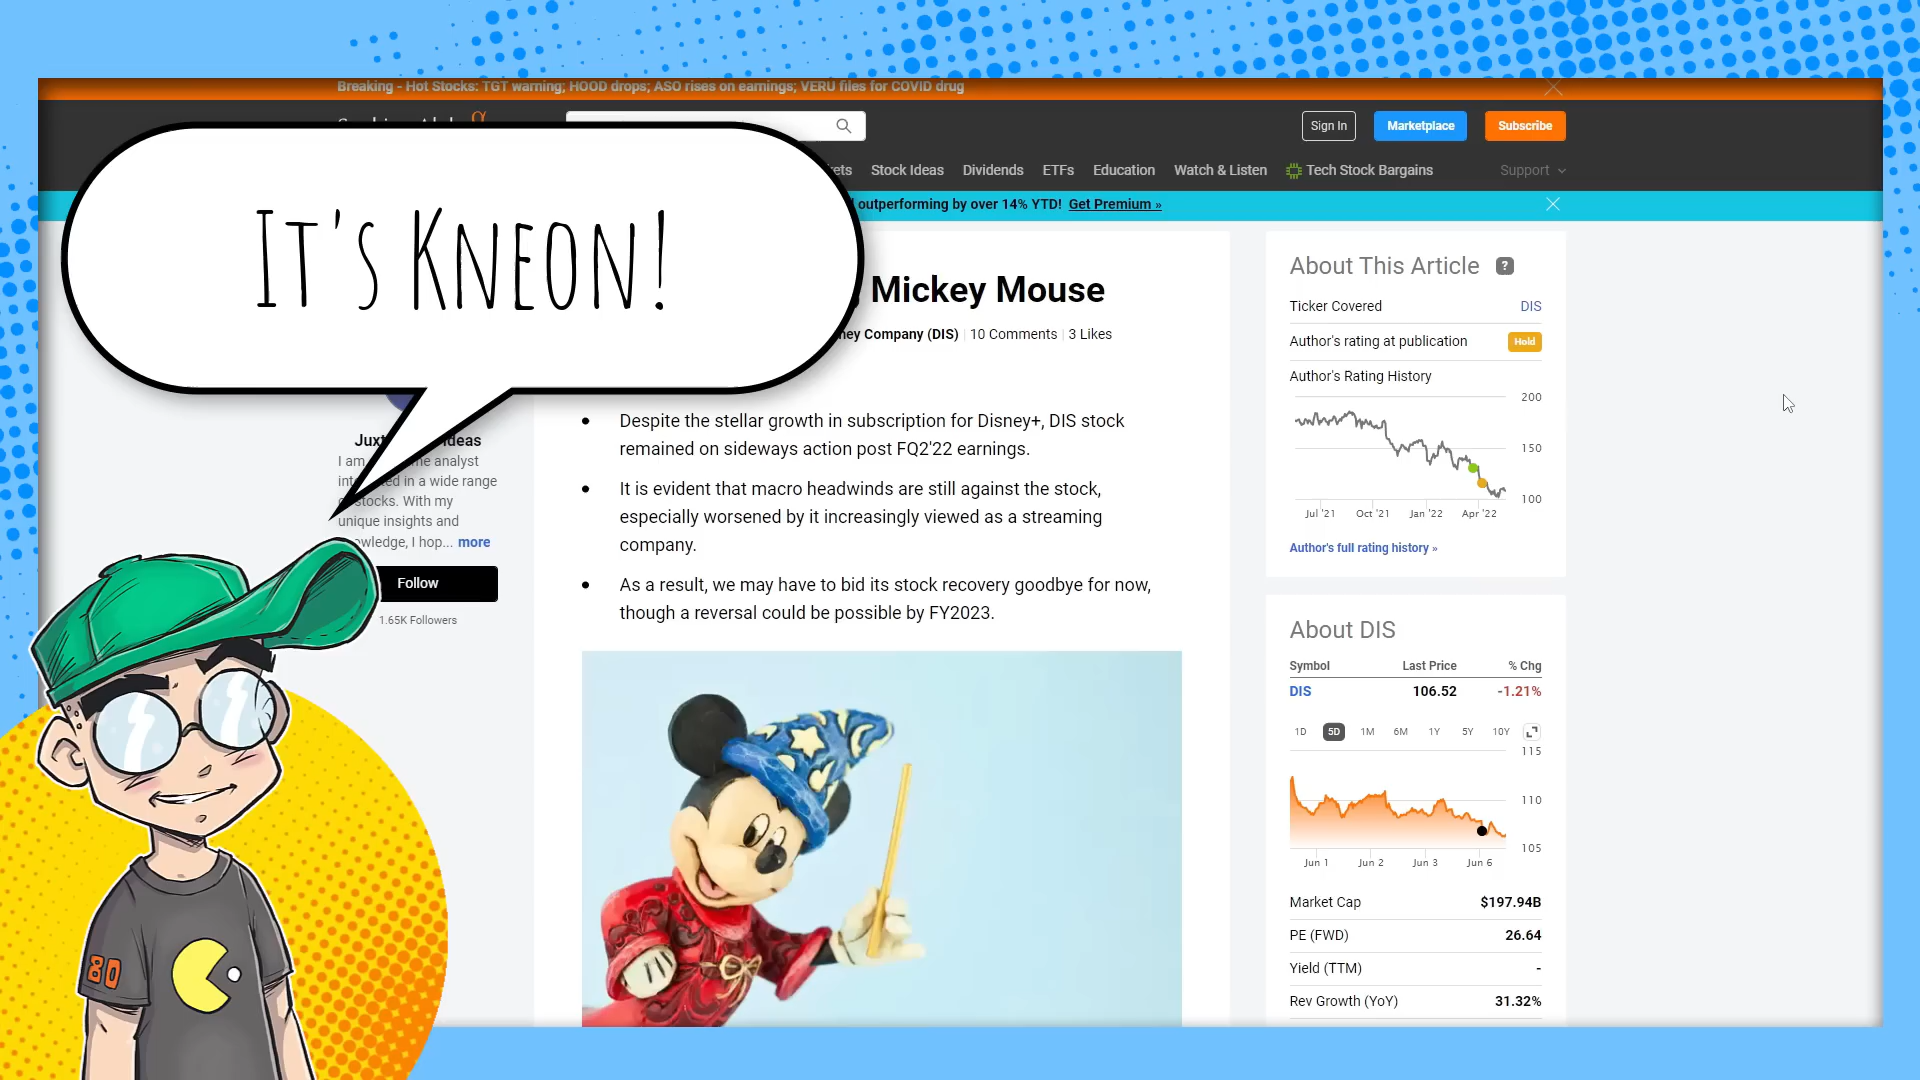 Breaking - Hot Stocks: TGT warning; HOOD drops; ASO rises on earnings; VERU files for COVID drug
Sign In
Marketplace
Subscribe
Stock Ideas
Dividends
ETFs
Education
Watch & Listen
Tech Stock Bargains
Support
outperforming by over 14% YTD! Get Premium »
It's Kneon!
Mickey Mouse
Company (DIS) | 10 Comments | 3 Likes
I am
in a wide range
stocks. With my
unique insights and
I hop... more
Follow
1.65K Followers
• Despite the stellar growth in subscription for Disney+, DIS stock
remained on sideways action post FQ2'22 earnings.
• It is evident that macro headwinds are still against the stock,
especially worsened by it increasingly viewed as a streaming
company.
• As a result, we may have to bid its stock recovery goodbye for now,
though a reversal could be possible by FY2023.
80
About This Article ?
Ticker Covered DIS
Author's rating at publication Hold
Author's Rating History
200
150
100
Jul '21 Oct '21 Jan '22 Apr '22
Author's full rating history »
About DIS
Symbol Last Price % Chg
DIS 106.52 -1.21%
1D 5D 1M 6M 1Y 5Y 10Y
115
110
105
Jun 1 Jun 2 Jun 3 Jun 6
Market Cap $197.94B
PE (FWD) 26.64
Yield (TTM) -
Rev Growth (YoY) 31.32%